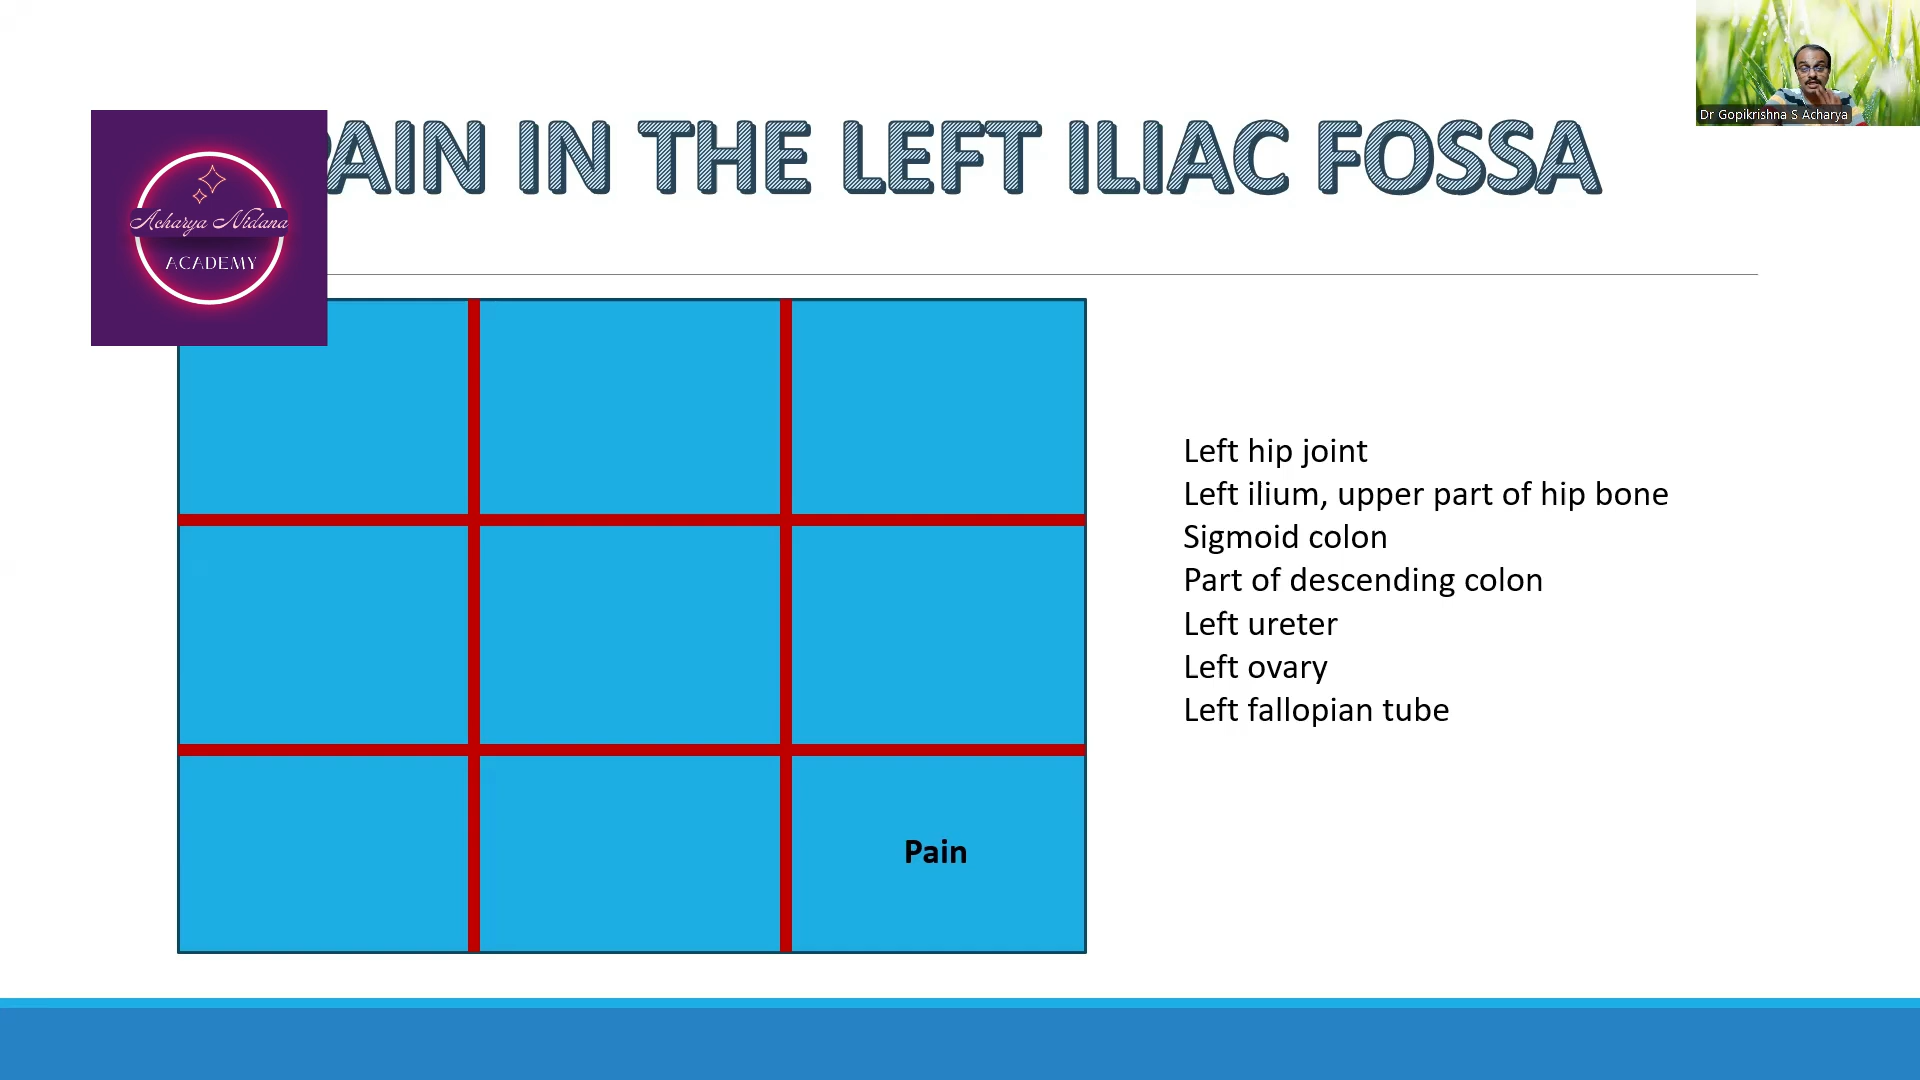 PAIN IN THE LEFT ILIAC FOSSA
Dr Gopikrishna S Acharya
Acharya Nidana
ACADEMY
Left hip joint
Left ilium, upper part of hip bone
Sigmoid colon
Part of descending colon
Left ureter
Left ovary
Left fallopian tube
Pain